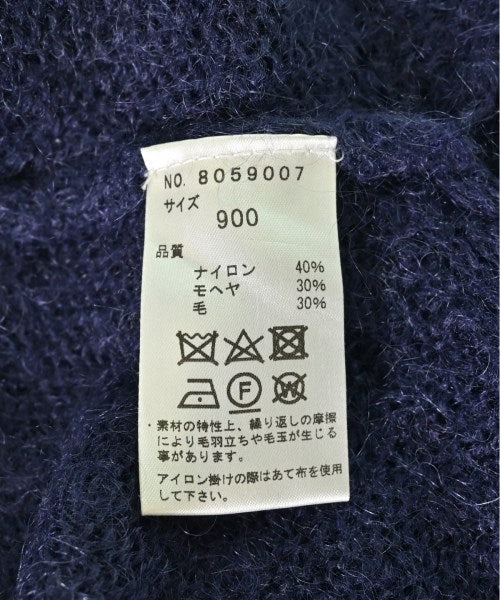 NO. 8059007
サイズ
900
品質
ナイロン 40%
モヘヤ 30%
毛 30%
F W
・素材の特性上、繰り返しの摩擦
により毛羽立ちや毛玉が生じる
事があります。
アイロン掛けの際はあて布を使用
して下さい。